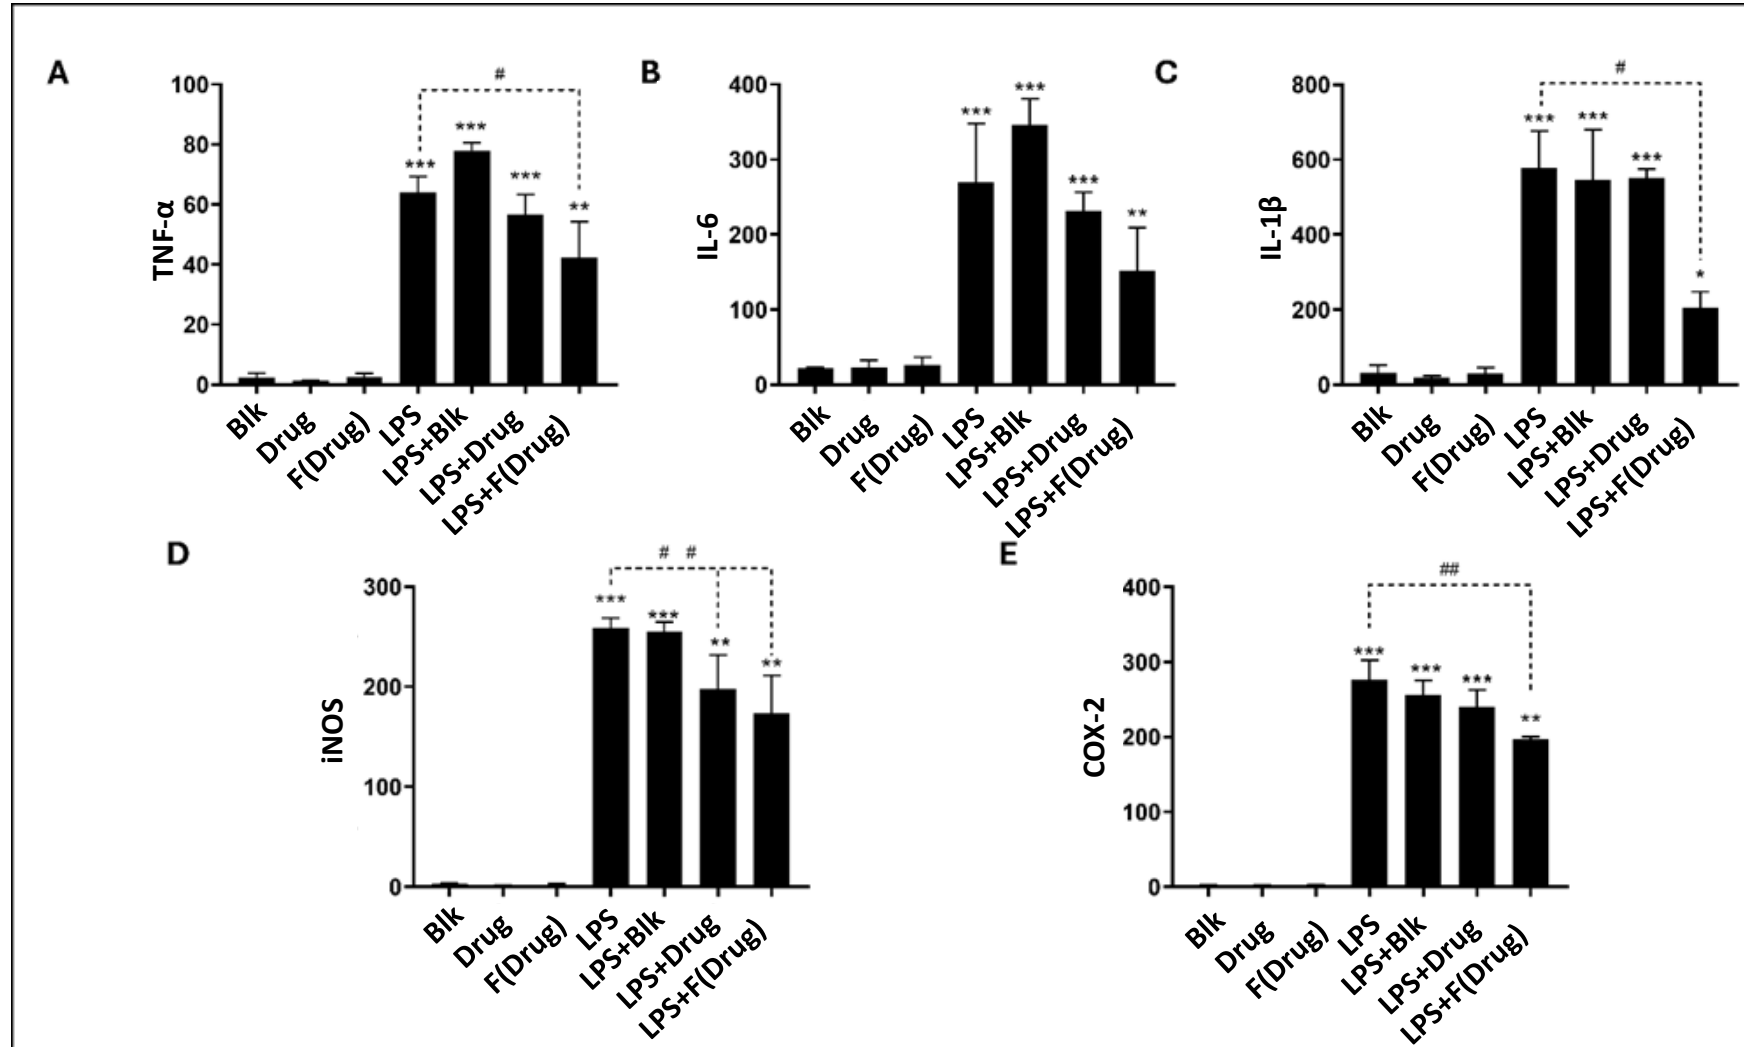 A
TNF-α
100
80
60
40
20
0
#
***
***
***
**
Blk
Drug
F(Drug)
LPS
LPS+Blk
LPS+Drug
LPS+F(Drug)
B
IL-6
400
300
200
100
0
***
***
***
**
Blk
Drug
F(Drug)
LPS
LPS+Blk
LPS+Drug
LPS+F(Drug)
C
IL-1β
800
600
400
200
0
#
***
***
***
*
Blk
Drug
F(Drug)
LPS
LPS+Blk
LPS+Drug
LPS+F(Drug)
D
iNOS
300
200
100
0
# #
***
***
**
**
Blk
Drug
F(Drug)
LPS
LPS+Blk
LPS+Drug
LPS+F(Drug)
E
COX-2
400
300
200
100
0
##
***
***
***
**
Blk
Drug
F(Drug)
LPS
LPS+Blk
LPS+Drug
LPS+F(Drug)